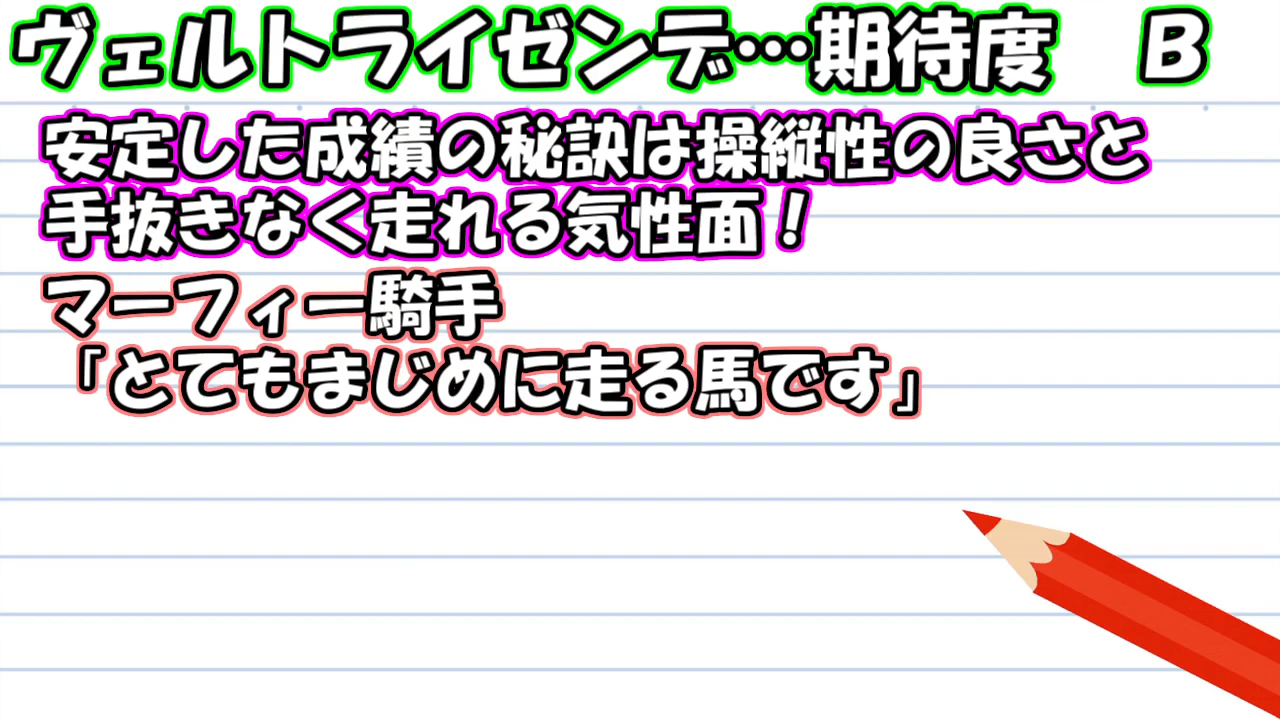 ヴェルトライゼンデ…期待度　B
安定した成績の秘訣は操縦性の良さと
手抜きなく走れる気性面！
マーフィー騎手
「とてもまじめに走る馬です」